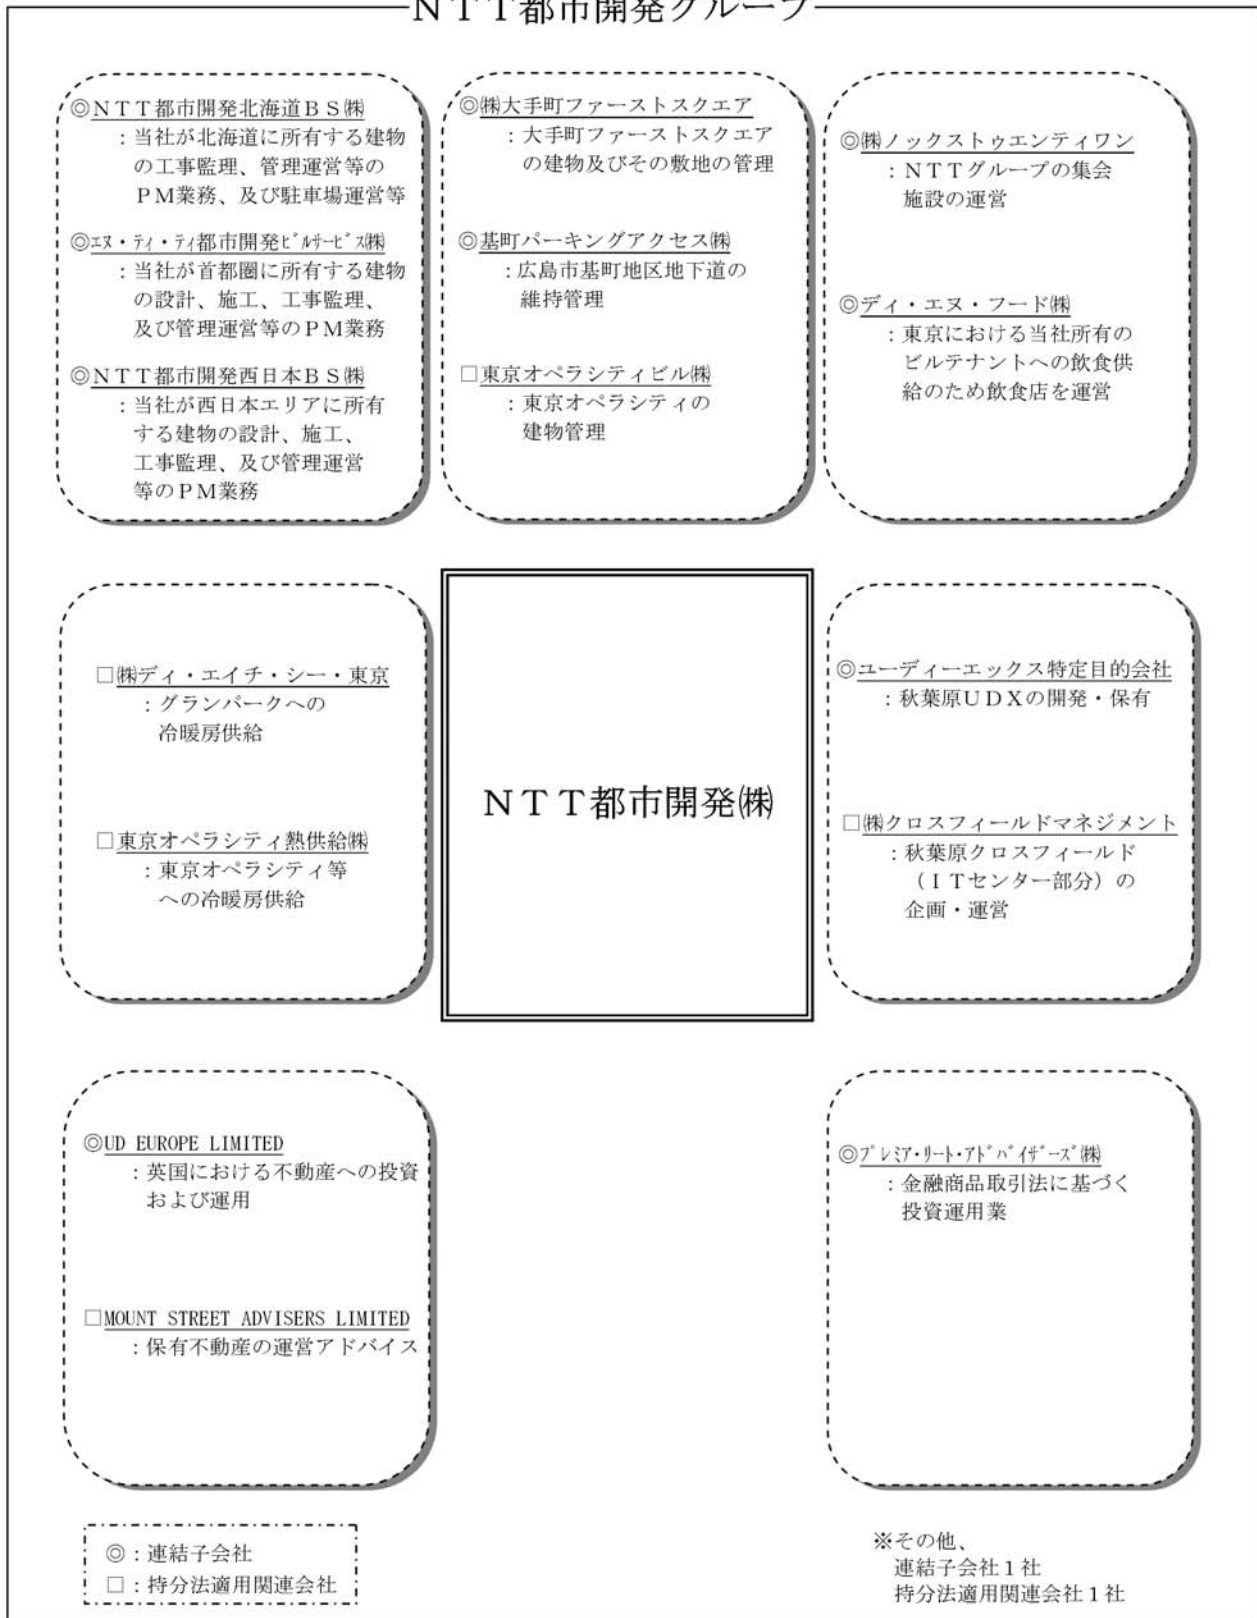 NTT都市開発グループ
◎NTT都市開発北海道BS㈱
：当社が北海道に所有する建物
の工事監理、管理運営等の
PM業務、及び駐車場運営等
◎エヌ・ティ・ティ都市開発ビルサービス㈱
：当社が首都圏に所有する建物
の設計、施工、工事監理、
及び管理運営等のPM業務
◎NTT都市開発西日本BS㈱
：当社が西日本エリアに所有
する建物の設計、施工、
工事監理、及び管理運営
等のPM業務
◎㈱大手町ファーストスクエア
：大手町ファーストスクエア
の建物及びその敷地の管理
◎基町パーキングアクセス㈱
：広島市基町地区地下道の
維持管理
□東京オペラシティビル㈱
：東京オペラシティの
建物管理
◎㈱ノックストゥエンティワン
：NTTグループの集会
施設の運営
◎ディ・エヌ・フード㈱
：東京における当社所有の
ビルテナントへの飲食供
給のため飲食店を運営
□㈱ディ・エイチ・シー・東京
：グランパークへの
冷暖房供給
□東京オペラシティ熱供給㈱
：東京オペラシティ等
への冷暖房供給
NTT都市開発㈱
◎ユーディーエックス特定目的会社
：秋葉原UDXの開発・保有
□㈱クロスフィールドマネジメント
：秋葉原クロスフィールド
（ITセンター部分）の
企画・運営
◎UD EUROPE LIMITED
：英国における不動産への投資
および運用
□MOUNT STREET ADVISERS LIMITED
：保有不動産の運営アドバイス
◎プレミア・リート・アドバイザーズ㈱
：金融商品取引法に基づく
投資運用業
◎：連結子会社
□：持分法適用関連会社
※その他、
連結子会社1社
持分法適用関連会社1社